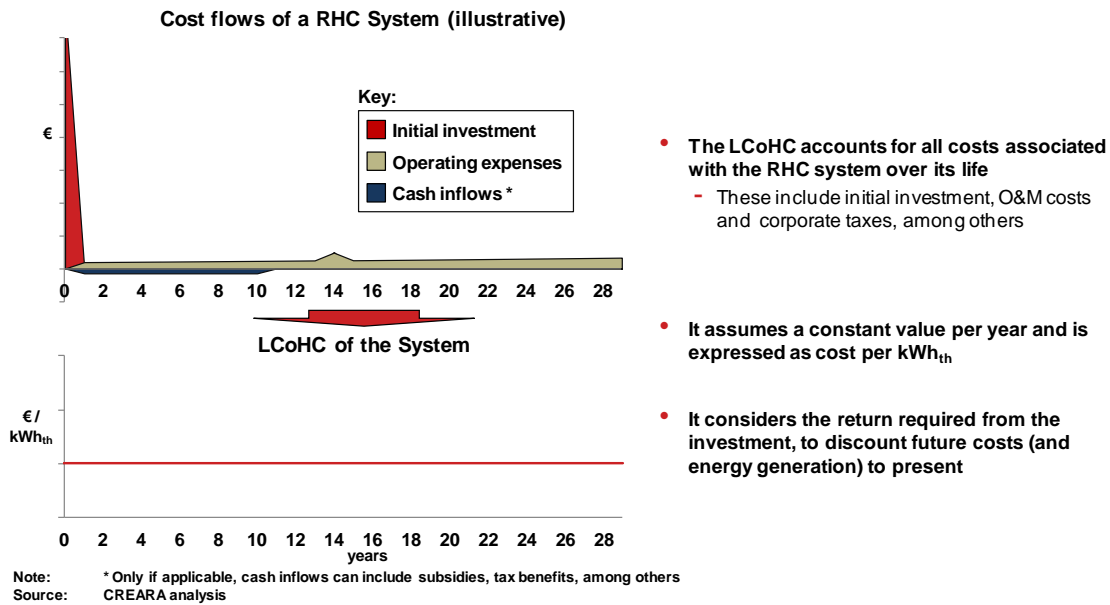 Cost flows of a RHC System (illustrative)
€
Key:
Initial investment
Operating expenses
Cash inflows *
0 2 4 6 8 10 12 14 16 18 20 22 24 26 28
LCoHC of the System
€ /
kWhth
0 2 4 6 8 10 12 14 16 18 20 22 24 26 28
years
• The LCoHC accounts for all costs associated
with the RHC system over its life
- These include initial investment, O&M costs
and corporate taxes, among others
• It assumes a constant value per year and is
expressed as cost per kWhth
• It considers the return required from the
investment, to discount future costs (and
energy generation) to present
Note: * Only if applicable, cash inflows can include subsidies, tax benefits, among others
Source: CREARA analysis